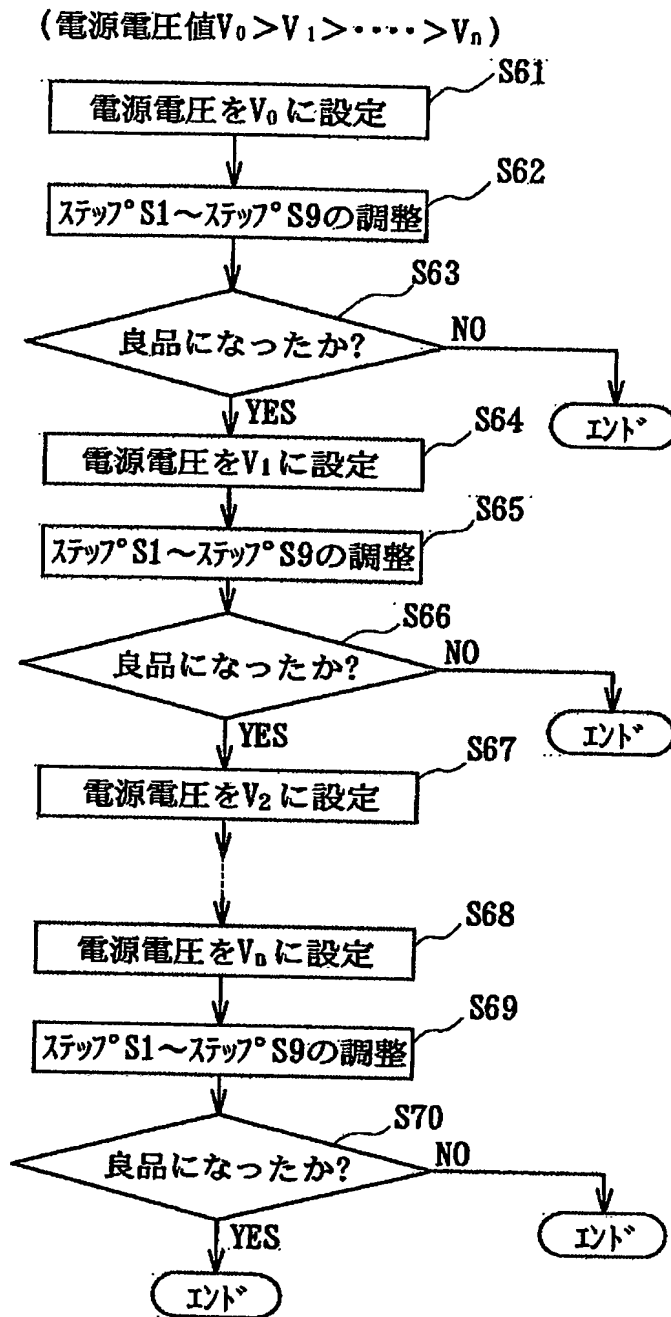 (電源電圧値V₀>V₁>‥‥>Vₙ)
S61
電源電圧をV₀に設定
S62
ステップS1~ステップS9の調整
S63
良品になったか?
NO
エンド
YES
S64
電源電圧をV₁に設定
S65
ステップS1~ステップS9の調整
S66
良品になったか?
NO
エンド
YES
S67
電源電圧をV₂に設定
S68
電源電圧をVₙに設定
S69
ステップS1~ステップS9の調整
S70
良品になったか?
NO
エンド
YES
エンド